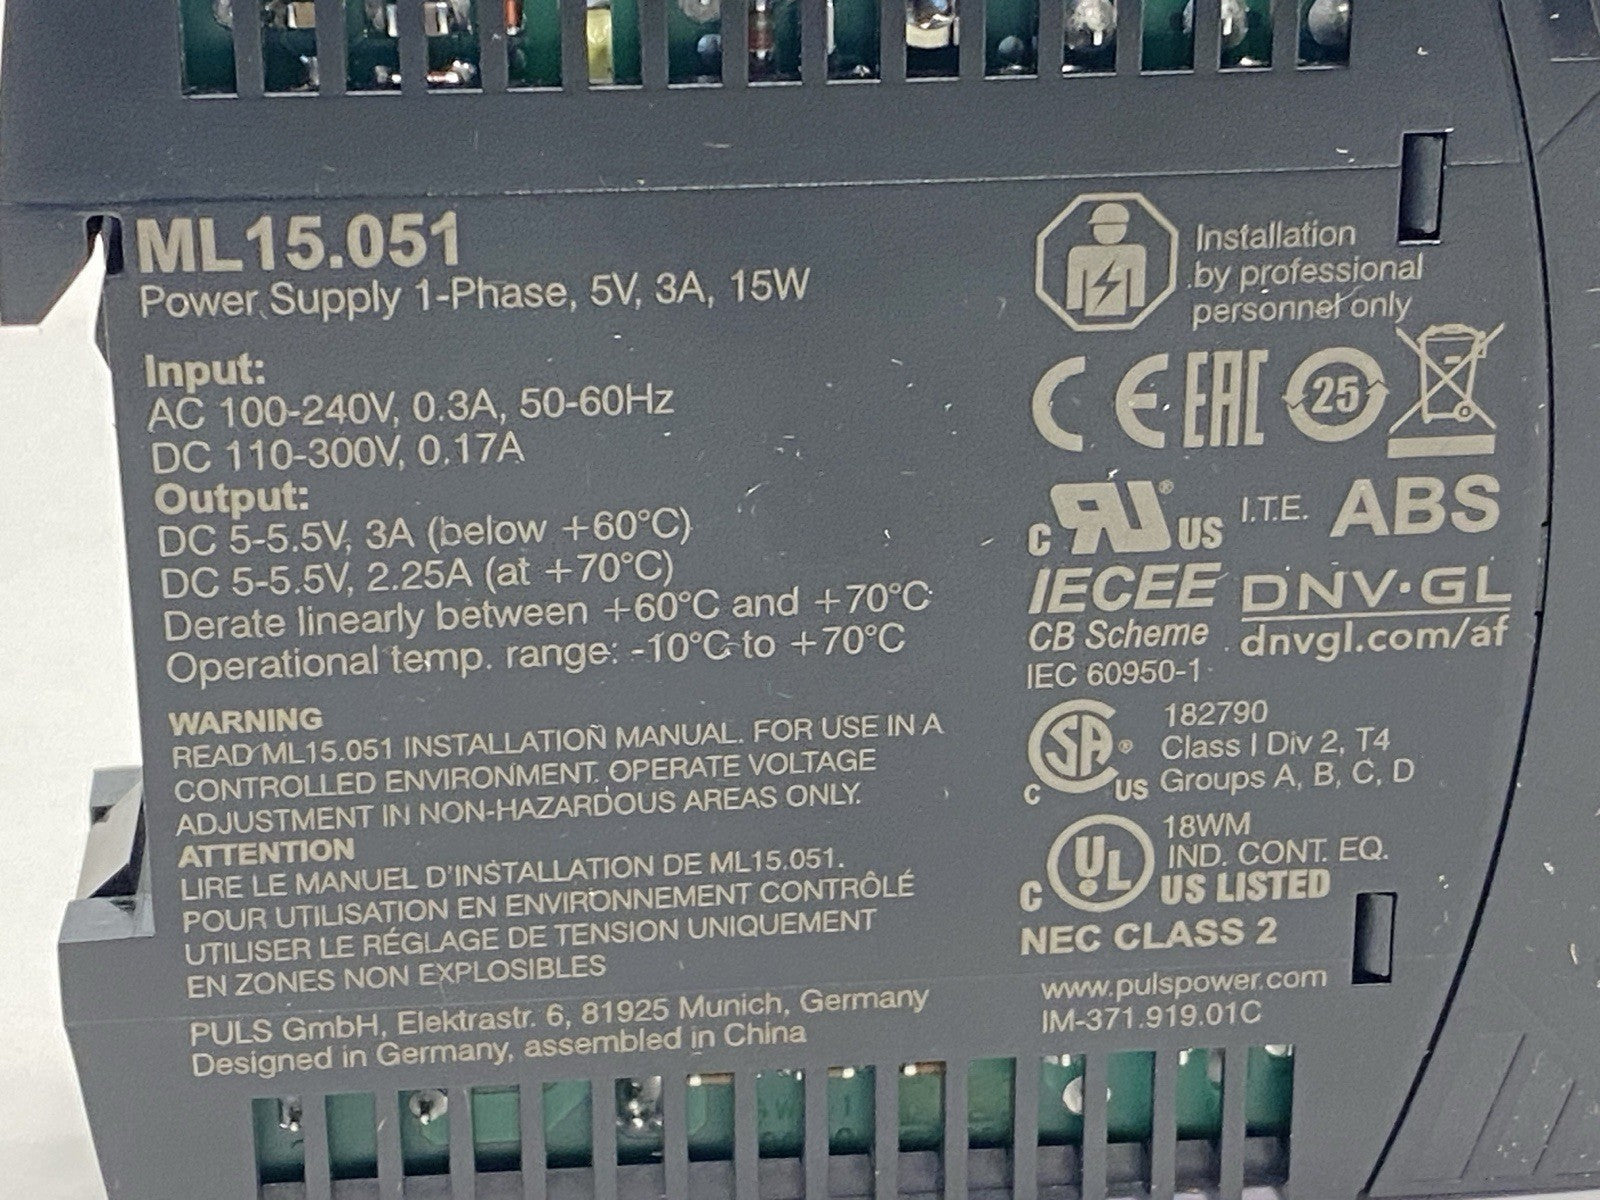 ML15.051
Power Supply 1-Phase, 5V, 3A, 15W
Input:
AC 100-240V, 0.3A, 50-60Hz
DC 110-300V, 0.17A
Output:
DC 5-5.5V, 3A (below +60°C)
DC 5-5.5V, 2.25A (at +70°C)
Derate linearly between +60°C and +70°C
Operational temp. range: -10°C to +70°C
WARNING
READ ML15.051 INSTALLATION MANUAL. FOR USE IN A
CONTROLLED ENVIRONMENT. OPERATE VOLTAGE
ADJUSTMENT IN NON-HAZARDOUS AREAS ONLY.
ATTENTION
LIRE LE MANUEL D'INSTALLATION DE ML15.051.
POUR UTILISATION EN ENVIRONNEMENT CONTRÔLÉ
UTILISER LE RÉGLAGE DE TENSION UNIQUEMENT
EN ZONES NON EXPLOSIBLES
PULS GmbH, Elektrastr. 6, 81925 Munich, Germany
Designed in Germany, assembled in China
Installation
by professional
personnel only
CE EAC 25
c RU ® US I.T.E. ABS
IECEE DNV·GL
CB Scheme dnvgl.com/af
IEC 60950-1
182790
c SA ® US Class I Div 2, T4
Groups A, B, C, D
18WM
c UL IND. CONT. EQ.
US LISTED
NEC CLASS 2
www.pulspower.com
IM-371.919.01C